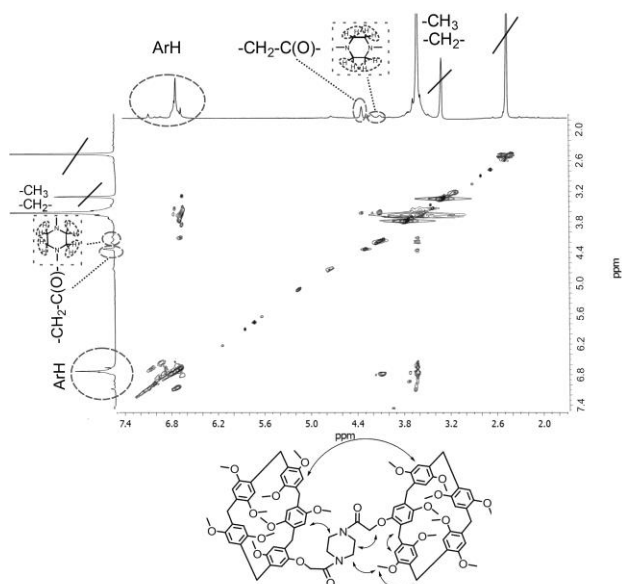 -CH₃
-CH₂-
ArH
-CH₂-C(O)-
-CH₃
-CH₂-
-CH₂-C(O)-
ArH
2.0
2.6
3.2
3.8
4.4
5.0
5.6
6.2
6.8
7.4
ppm
7.4 6.8 6.2 5.6 5.0 4.4 3.8 3.2 2.6 2.0
ppm
O
N
N
O